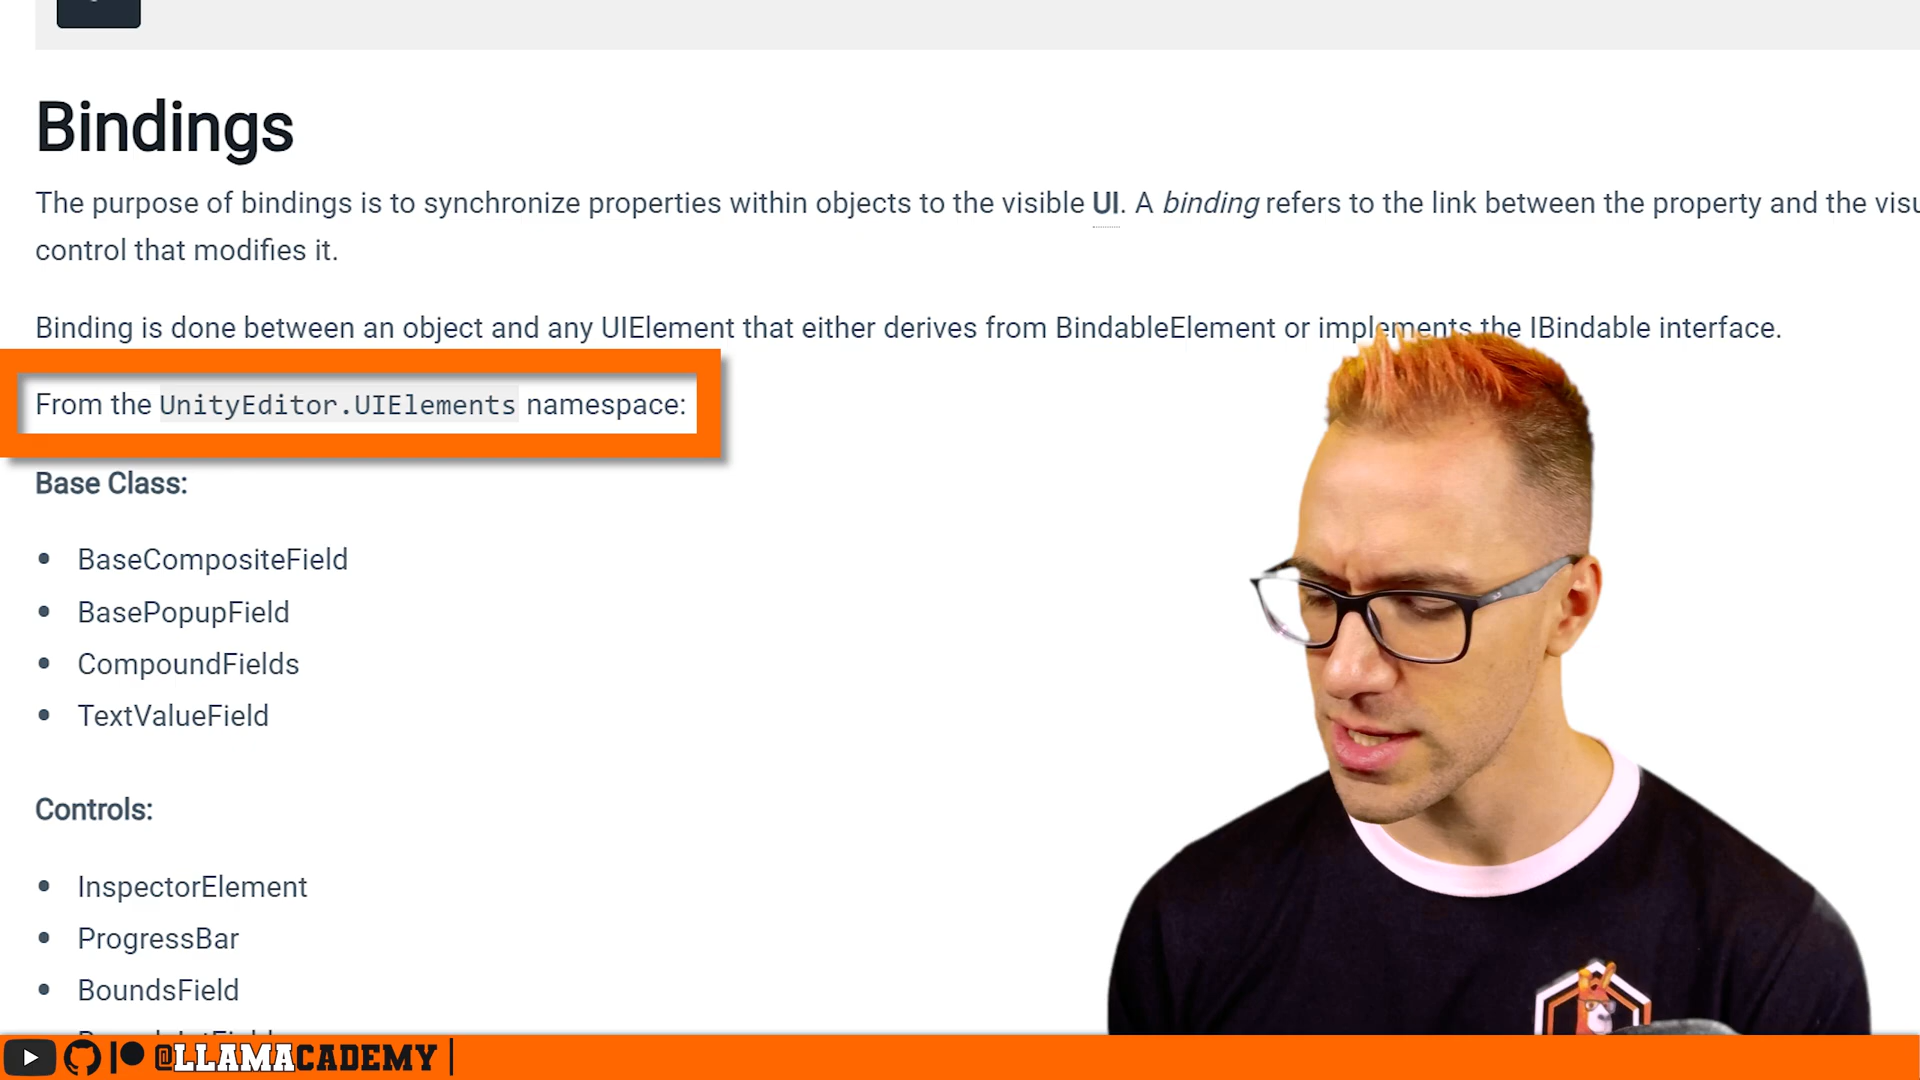 Bindings
The purpose of bindings is to synchronize properties within objects to the visible UI. A binding refers to the link between the property and the visu
control that modifies it.
Binding is done between an object and any UIElement that either derives from BindableElement or implements the IBindable interface.
From the UnityEditor.UIElements namespace:
Base Class:
• BaseCompositeField
• BasePopupField
• CompoundFields
• TextValueField
Controls:
• InspectorElement
• ProgressBar
• BoundsField
@LLAMACADEMY